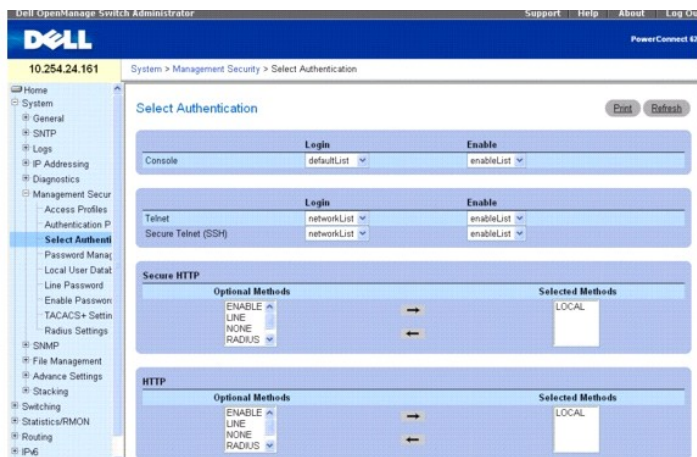 Dell OpenManage Switch Administrator Support Help About Log Ou
DELL
PowerConnect 62
10.254.24.161
System > Management Security > Select Authentication
Home
System
General
SNTP
Logs
IP Addressing
Diagnostics
Management Secur
Access Profiles
Authentication P
Select Authenti
Password Manag
Local User Datab
Line Password
Enable Passwor
TACACS+ Settin
Radius Settings
SNMP
File Management
Advance Settings
Stacking
Switching
Statistics/RMON
Routing
IPv6
Select Authentication
Print Refresh
Login Enable
Console defaultList enableList
Login Enable
Telnet networkList enableList
Secure Telnet (SSH) networkList enableList
Secure HTTP
Optional Methods Selected Methods
ENABLE LOCAL
LINE
NONE
RADIUS
HTTP
Optional Methods Selected Methods
ENABLE LOCAL
LINE
NONE
RADIUS